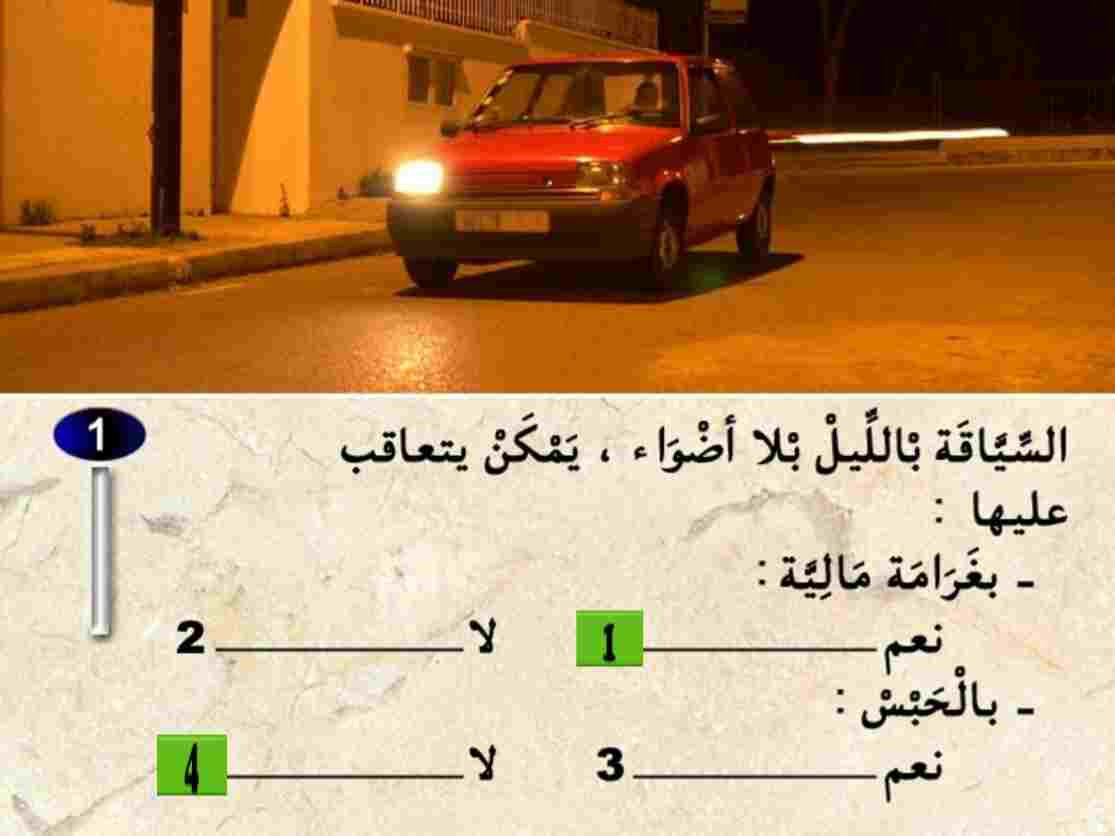 1
السِّيَّاقَة بْاللِّيلْ بْلا أضْوَاء ، يَمْكَنْ يتعاقب
عليها :
ـ بغَرَامَة مَالِيَّة :
نعم 1 لا 2
ـ بالْحَبْسْ :
نعم 3 لا 4